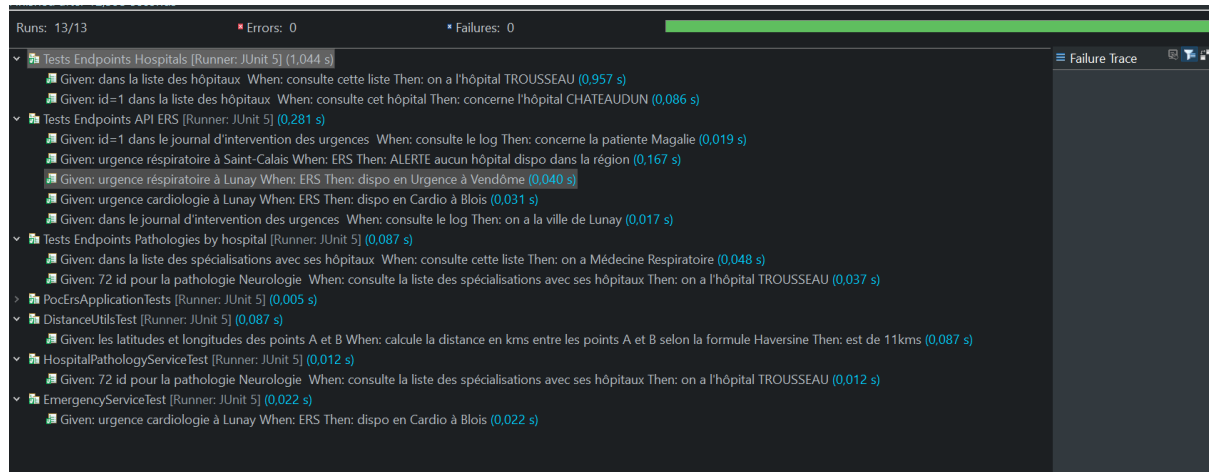 Runs: 13/13 Errors: 0 Failures: 0
Failure Trace
Tests Endpoints Hospitals [Runner: JUnit 5] (1,044 s)
Given: dans la liste des hôpitaux When: consulte cette liste Then: on a l'hôpital TROUSSEAU (0,957 s)
Given: id=1 dans la liste des hôpitaux When: consulte cet hôpital Then: concerne l'hôpital CHATEAUDUN (0,086 s)
Tests Endpoints API ERS [Runner: JUnit 5] (0,281 s)
Given: id=1 dans le journal d'intervention des urgences When: consulte le log Then: concerne la patiente Magalie (0,019 s)
Given: urgence réspiratoire à Saint-Calais When: ERS Then: ALERTE aucun hôpital dispo dans la région (0,167 s)
Given: urgence réspiratoire à Lunay When: ERS Then: dispo en Urgence à Vendôme (0,040 s)
Given: urgence cardiologie à Lunay When: ERS Then: dispo en Cardio à Blois (0,031 s)
Given: dans le journal d'intervention des urgences When: consulte le log Then: on a la ville de Lunay (0,017 s)
Tests Endpoints Pathologies by hospital [Runner: JUnit 5] (0,087 s)
Given: dans la liste des spécialisations avec ses hôpitaux When: consulte cette liste Then: on a Médecine Respiratoire (0,048 s)
Given: 72 id pour la pathologie Neurologie When: consulte la liste des spécialisations avec ses hôpitaux Then: on a l'hôpital TROUSSEAU (0,037 s)
PocErsApplicationTests [Runner: JUnit 5] (0,005 s)
DistanceUtilsTest [Runner: JUnit 5] (0,087 s)
Given: les latitudes et longitudes des points A et B When: calcule la distance en kms entre les points A et B selon la formule Haversine Then: est de 11kms (0,087 s)
HospitalPathologyServiceTest [Runner: JUnit 5] (0,012 s)
Given: 72 id pour la pathologie Neurologie When: consulte la liste des spécialisations avec ses hôpitaux Then: on a l'hôpital TROUSSEAU (0,012 s)
EmergencyServiceTest [Runner: JUnit 5] (0,022 s)
Given: urgence cardiologie à Lunay When: ERS Then: dispo en Cardio à Blois (0,022 s)